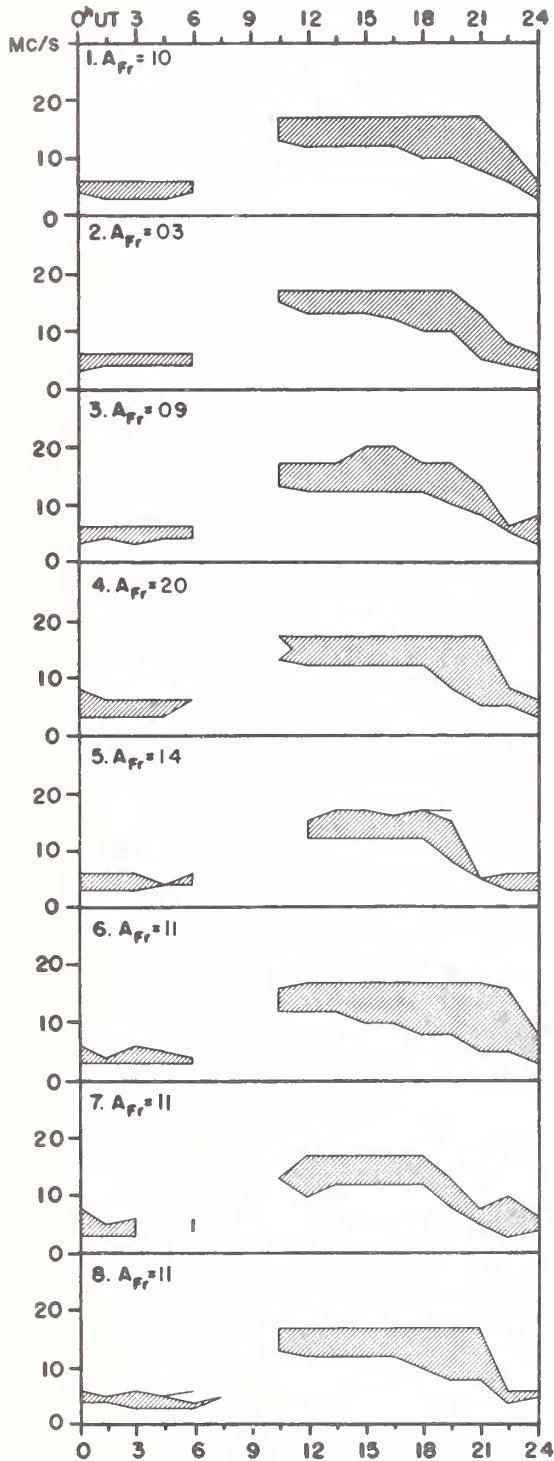 0ʰ UT 3 6 9 12 15 18 21 24
MC/S
1. A_Fr = 10
20
10
0
2. A_Fr = 03
20
10
0
3. A_Fr = 09
20
10
0
4. A_Fr = 20
20
10
0
5. A_Fr = 14
20
10
0
6. A_Fr = 11
20
10
0
7. A_Fr = 11
20
10
0
8. A_Fr = 11
20
10
0
0 3 6 9 12 15 18 21 24